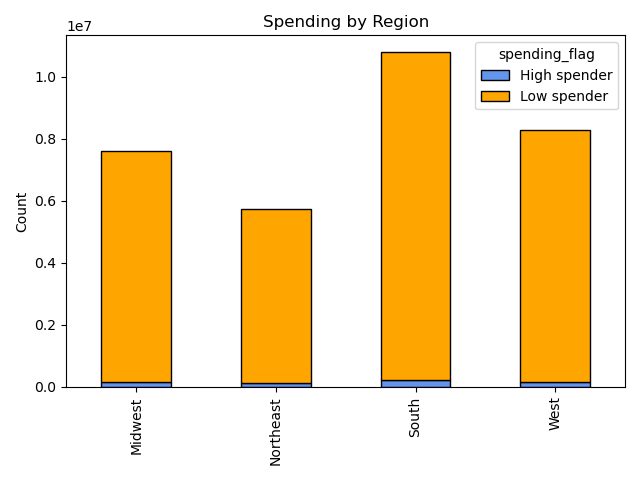 Spending by Region
1e7
spending_flag
High spender
Low spender
1.0
0.8
0.6
0.4
0.2
0.0
Count
Midwest
Northeast
South
West